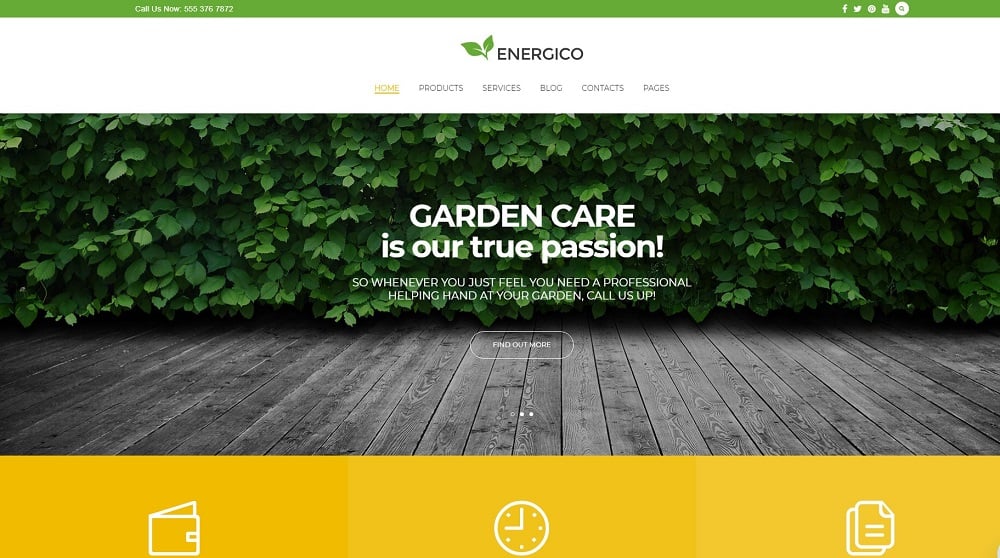 Call Us Now: 555 376 7872
ENERGICO
HOME PRODUCTS SERVICES BLOG CONTACTS PAGES
GARDEN CARE
is our true passion!
SO WHENEVER YOU JUST FEEL YOU NEED A PROFESSIONAL
HELPING HAND AT YOUR GARDEN, CALL US UP!
FIND OUT MORE